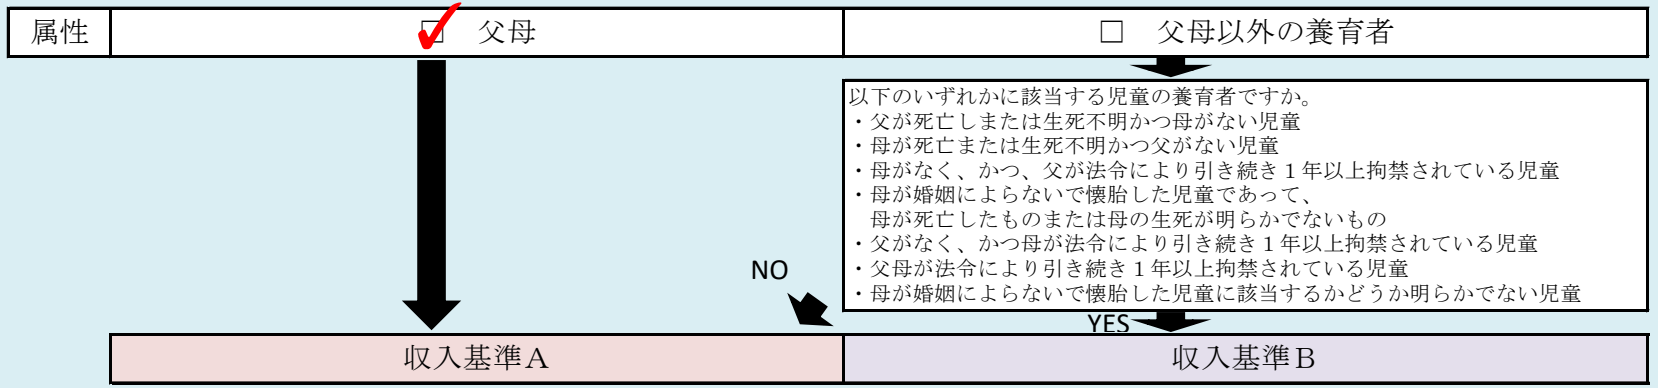 属性
✓□ 父母
□ 父母以外の養育者
以下のいずれかに該当する児童の養育者ですか。
・父が死亡しまたは生死不明かつ母がない児童
・母が死亡または生死不明かつ父がない児童
・母がなく、かつ、父が法令により引き続き１年以上拘禁されている児童
・母が婚姻によらないで懐胎した児童であって、
　母が死亡したものまたは母の生死が明らかでないもの
・父がなく、かつ母が法令により引き続き１年以上拘禁されている児童
・父母が法令により引き続き１年以上拘禁されている児童
・母が婚姻によらないで懐胎した児童に該当するかどうか明らかでない児童
NO
YES
収入基準Ａ
収入基準Ｂ